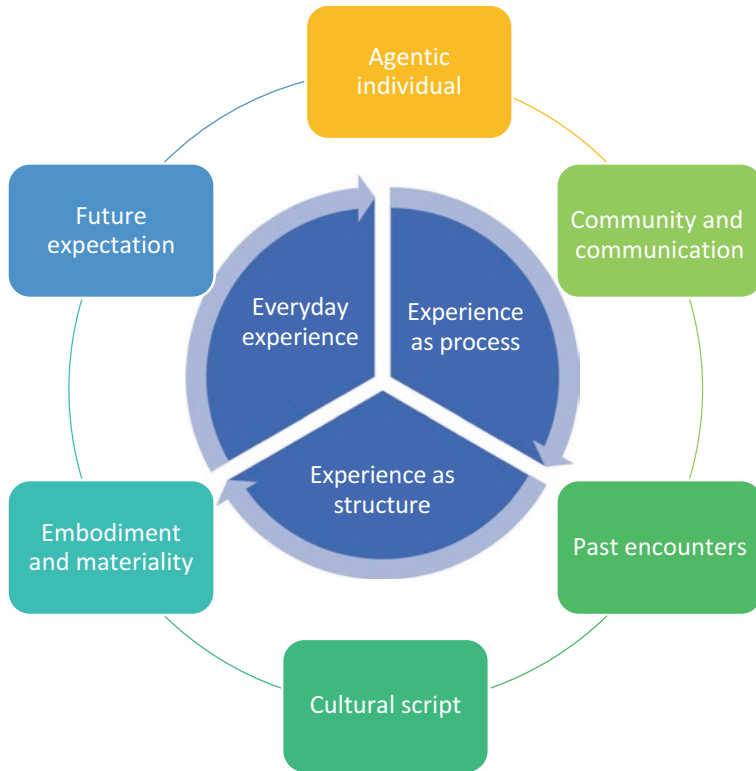 Agentic
individual
Community and
communication
Past encounters
Cultural script
Embodiment
and materiality
Future
expectation
Everyday
experience
Experience
as process
Experience as
structure